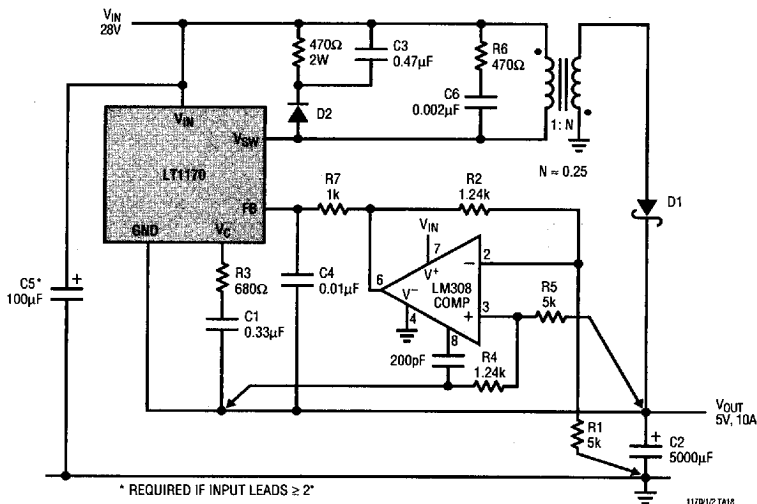 VIN
28V
470Ω
2W
C3
0.47µF
R6
470Ω
C6
0.002µF
D2
1: N
N ≈ 0.25
VIN
VSW
LT1170
FB
GND
VC
R7
1k
R2
1.24k
VIN
7
V+
6
2
–
LM308
COMP
V–
4
+
3
8
R5
5k
D1
C5*
100µF
+
R3
680Ω
C4
0.01µF
C1
0.33µF
200pF
R4
1.24k
VOUT
5V, 10A
R1
5k
+
C2
5000µF
* REQUIRED IF INPUT LEADS ≥ 2"
1170/1/2 TA18